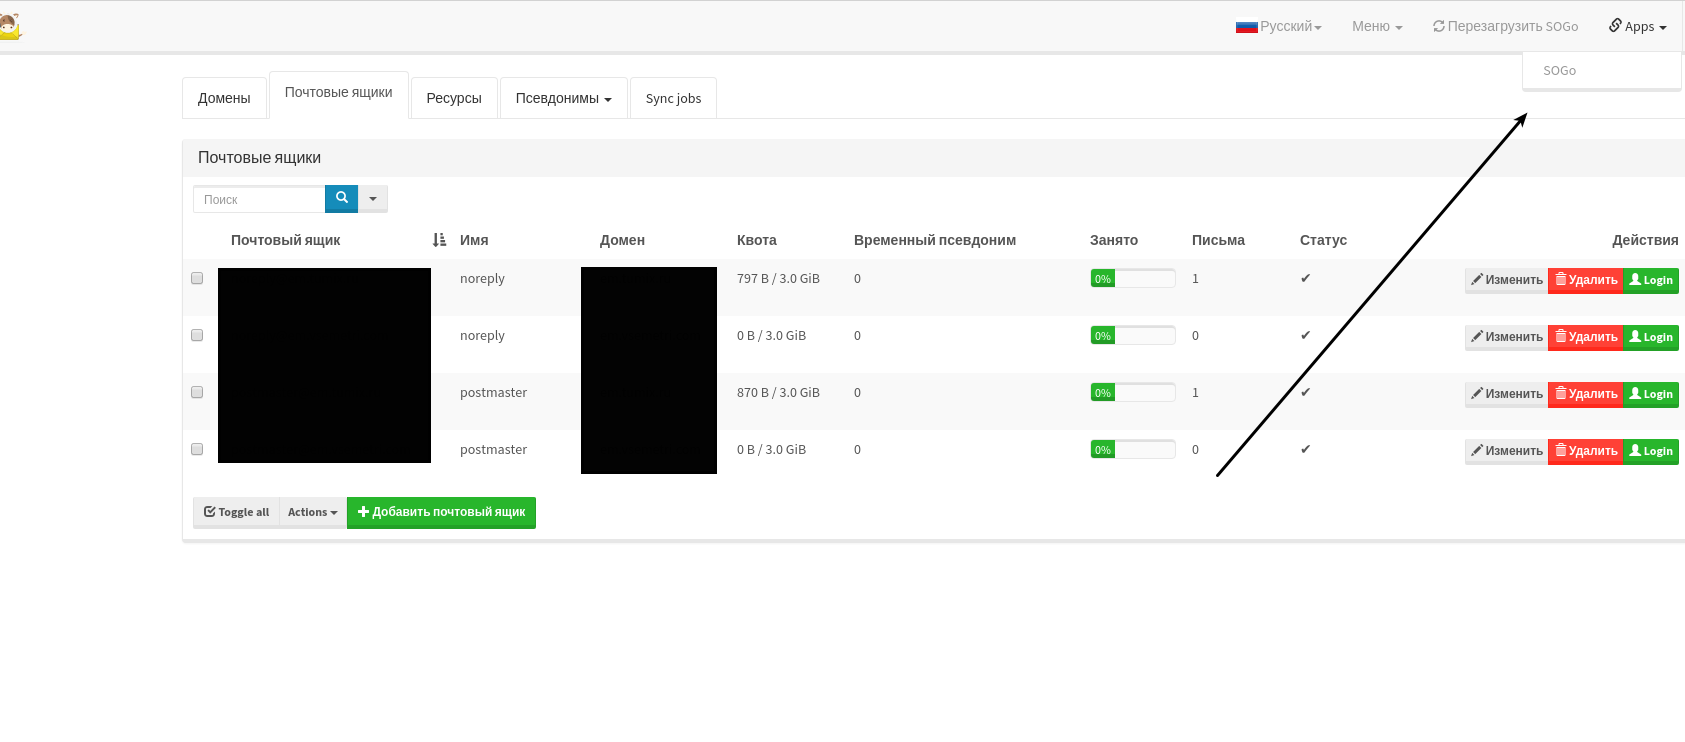 Русский Меню Перезагрузить SOGo Apps
SOGo
Домены Почтовые ящики Ресурсы Псевдонимы Sync jobs
Почтовые ящики
Поиск
Почтовый ящик Имя Домен Квота Временный псевдоним Занято Письма Статус Действия
noreply 797 B / 3.0 GiB 0 0% 1 ✔ Изменить Удалить Login
noreply 0 B / 3.0 GiB 0 0% 0 ✔ Изменить Удалить Login
postmaster 870 B / 3.0 GiB 0 0% 1 ✔ Изменить Удалить Login
postmaster 0 B / 3.0 GiB 0 0% 0 ✔ Изменить Удалить Login
Toggle all Actions Добавить почтовый ящик